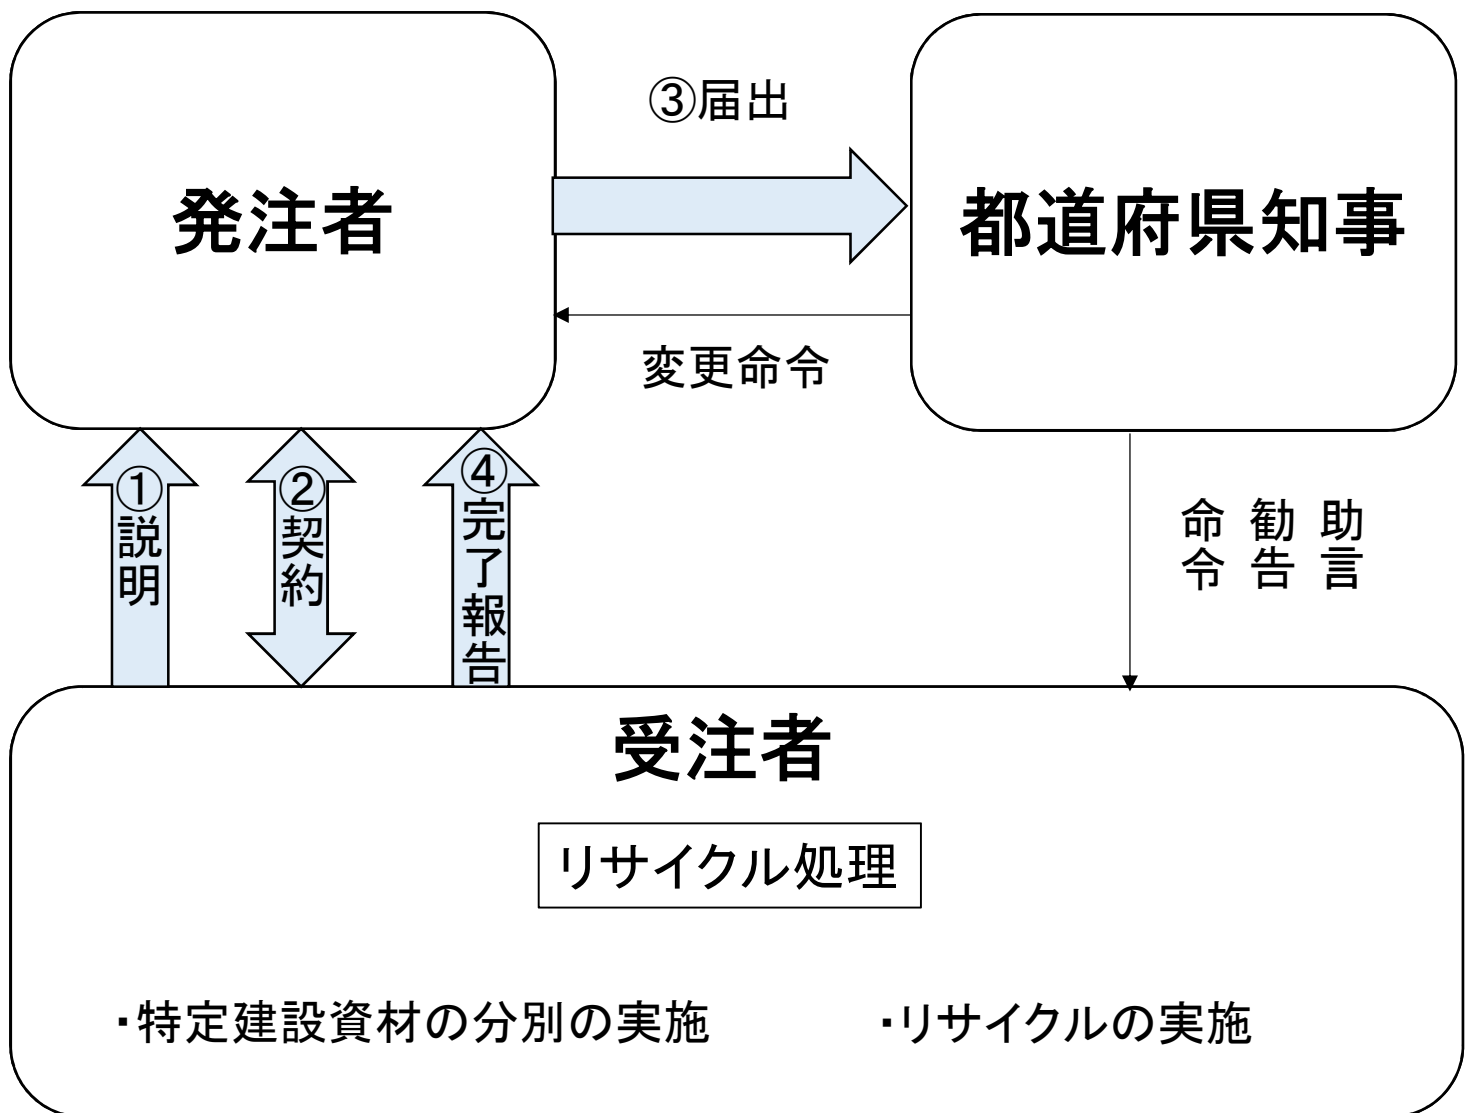 ③届出
発注者
都道府県知事
変更命令
①説明
②契約
④完了報告
助言
勧告
命令
受注者
リサイクル処理
・特定建設資材の分別の実施
・リサイクルの実施